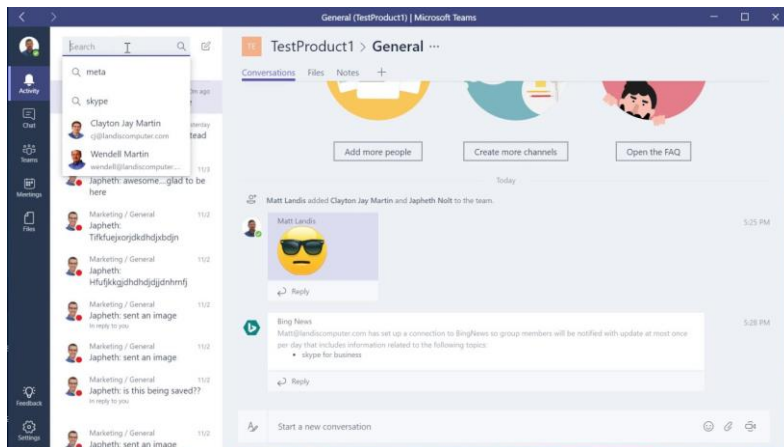 General (TestProduct1) | Microsoft Teams
Search
meta
skype
Clayton Jay Martin
cj@landiscomputer.com
Wendell Martin
wendell@landiscomputer...
Activity
Chat
Teams
Meetings
Files
Feedback
Settings
11/3
Japheth: awesome...glad to be
here
Marketing / General 11/2
Japheth:
Tifkfuejxorjdkdhdjxbdjn
Marketing / General 11/2
Japheth:
Hfufjkkgjdhdhdjdjjdnhmfj
Marketing / General 11/2
Japheth: sent an image
In reply to you
Marketing / General 11/2
Japheth: sent an image
Marketing / General 11/2
Japheth: is this being saved??
In reply to you
Marketing / General 11/2
Japheth: sent an image
TE
TestProduct1 > General ...
Conversations Files Notes +
Add more people
Create more channels
Open the FAQ
Today
Matt Landis added Clayton Jay Martin and Japheth Nolt to the team.
Matt Landis 5:25 PM
Reply
Bing News 5:28 PM
Matt@landiscomputer.com has set up a connection to BingNews so group members will be notified with update at most once
per day that includes information related to the following topics:
• skype for business
Reply
Start a new conversation